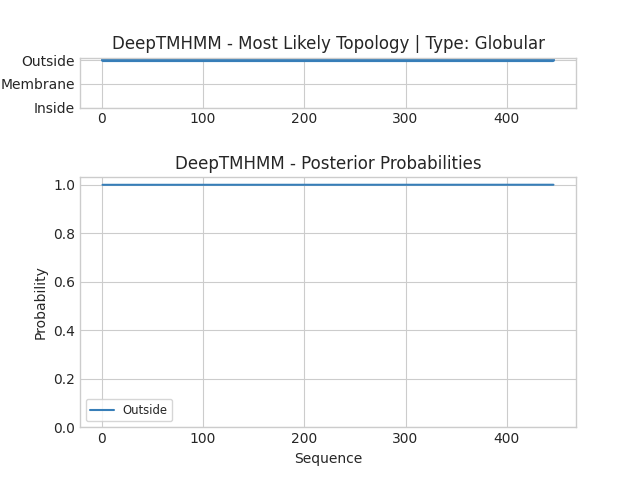 DeepTMHMM - Most Likely Topology | Type: Globular
Outside
Membrane
Inside
0 100 200 300 400
DeepTMHMM - Posterior Probabilities
1.0
0.8
0.6
0.4
0.2
0.0
Probability
Outside
0 100 200 300 400
Sequence